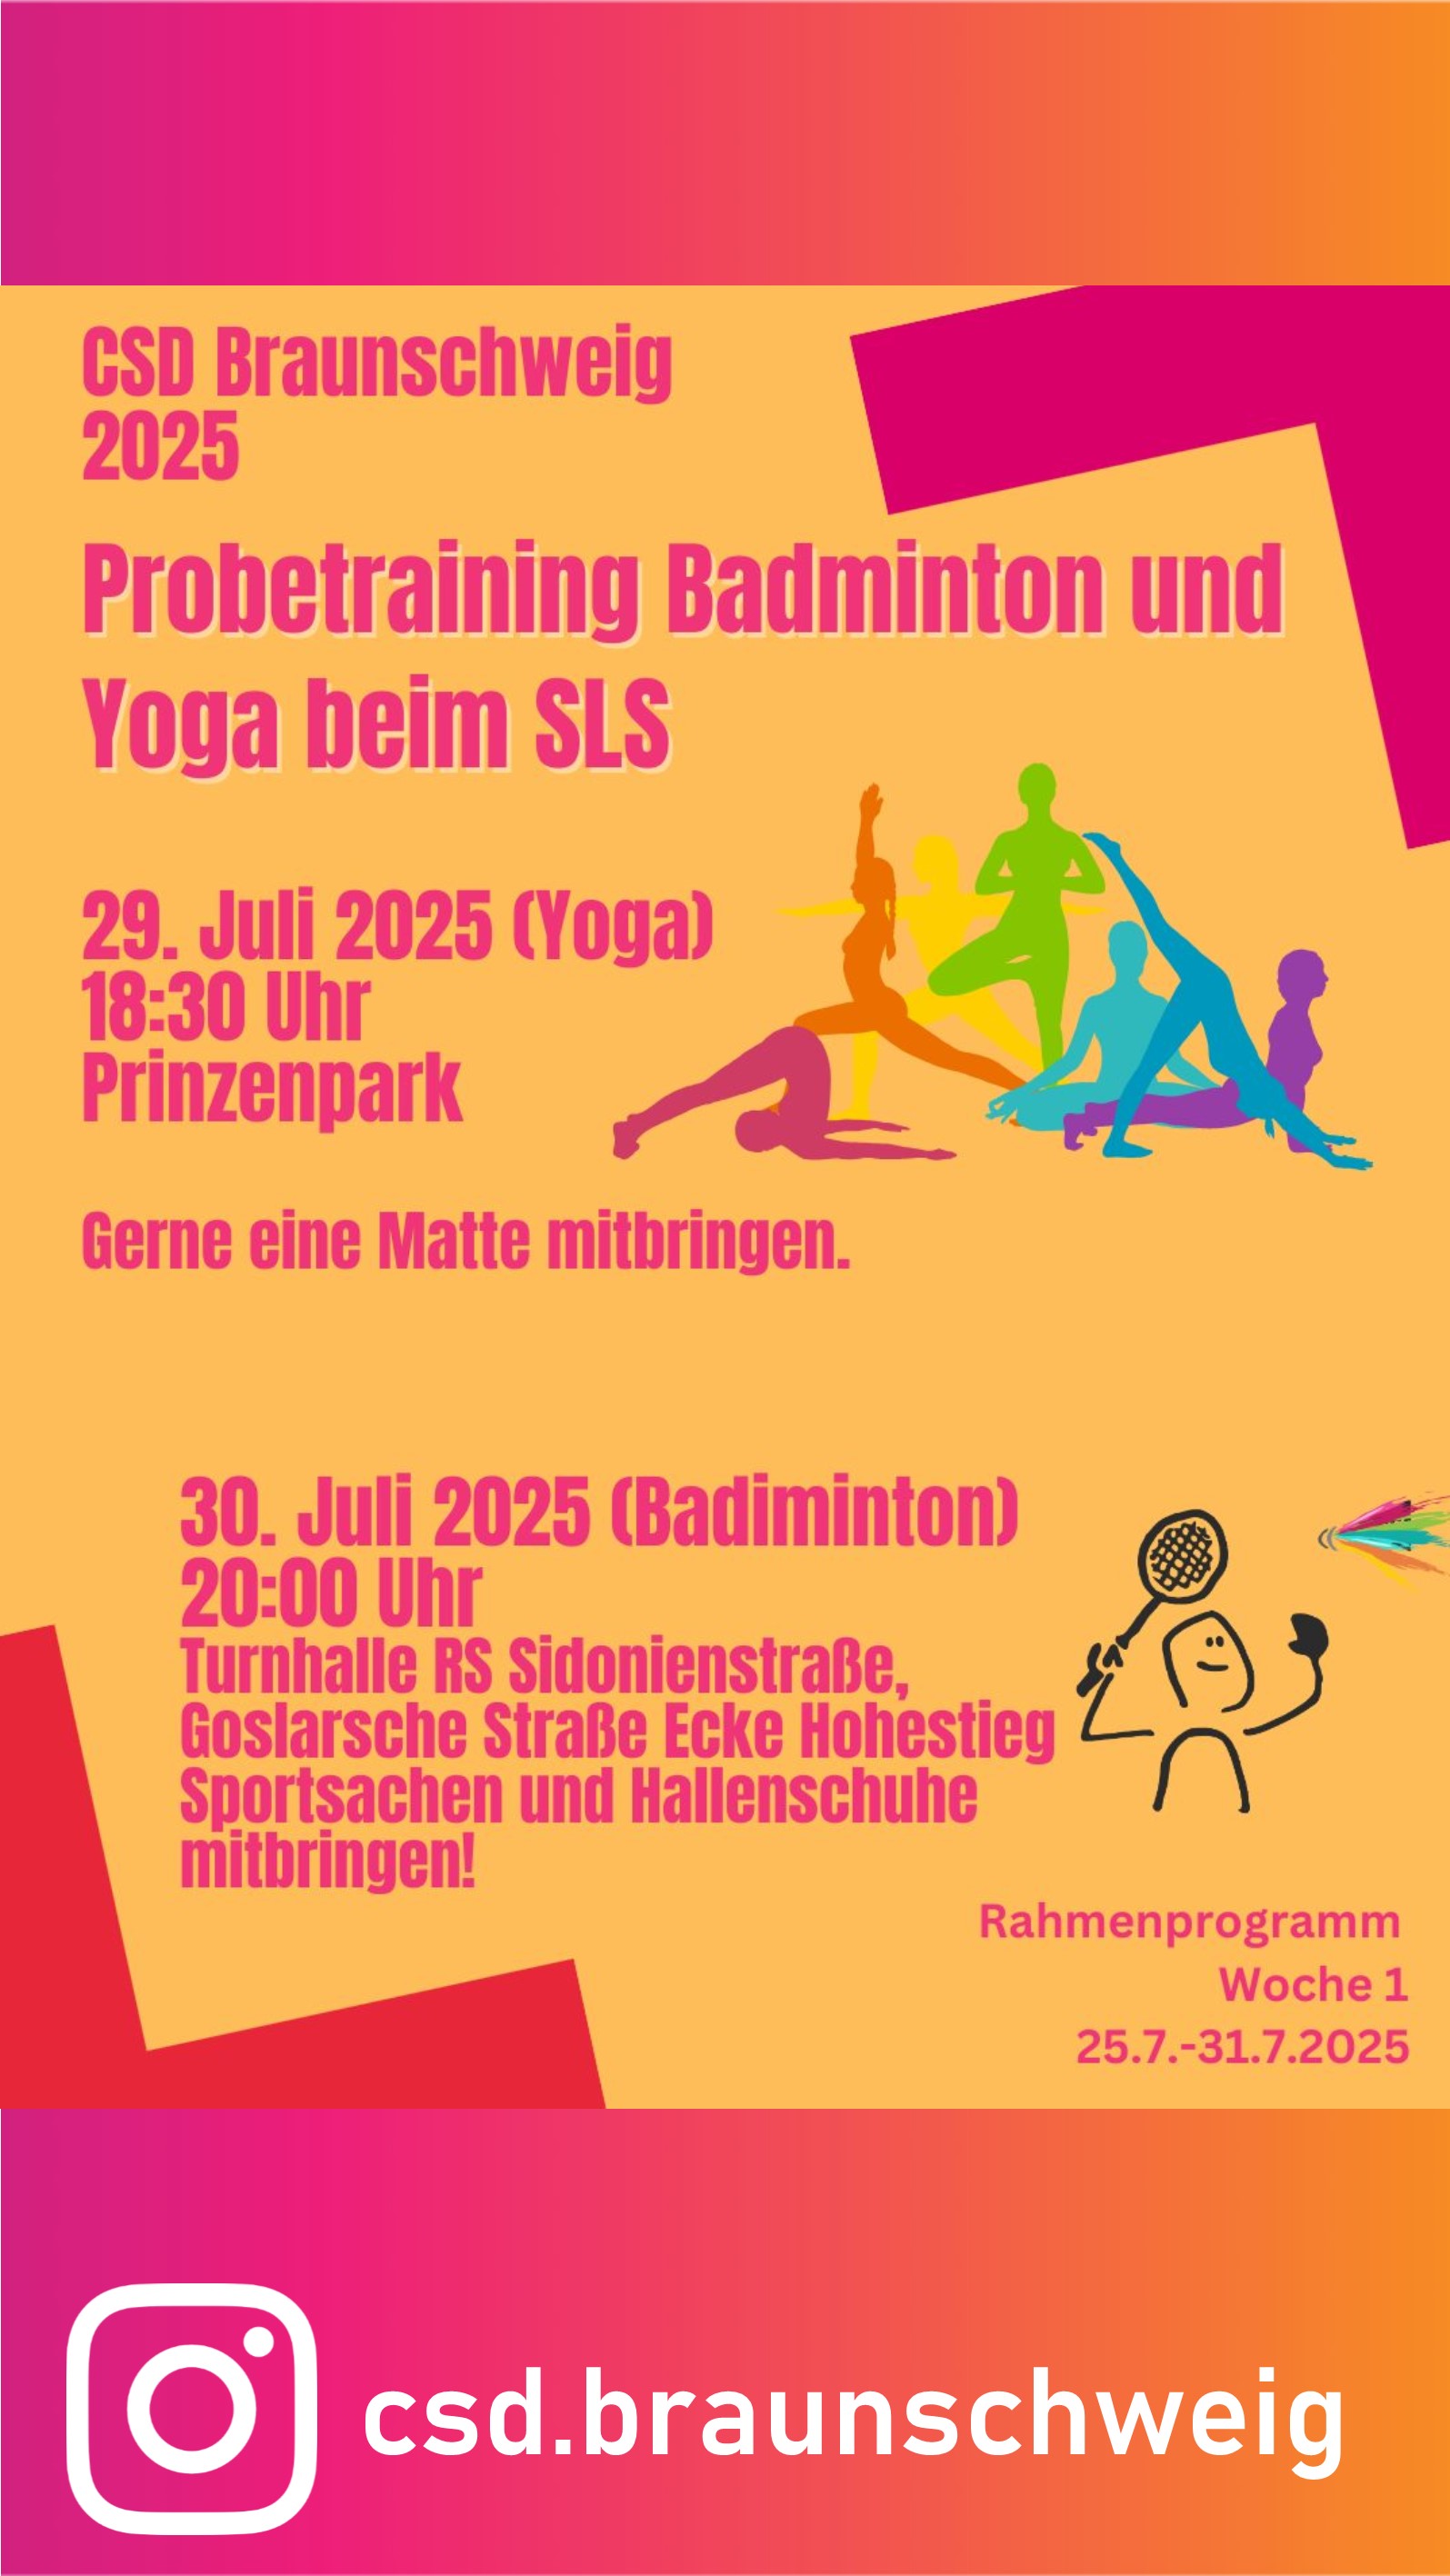 CSD Braunschweig
2025
Probetraining Badminton und
Yoga beim SLS
29. Juli 2025 (Yoga)
18:30 Uhr
Prinzenpark
Gerne eine Matte mitbringen.
30. Juli 2025 (Badiminton)
20:00 Uhr
Turnhalle RS Sidonienstraße,
Goslarsche Straße Ecke Hohestieg
Sportsachen und Hallenschuhe
mitbringen!
Rahmenprogramm
Woche 1
25.7.-31.7.2025
csd.braunschweig